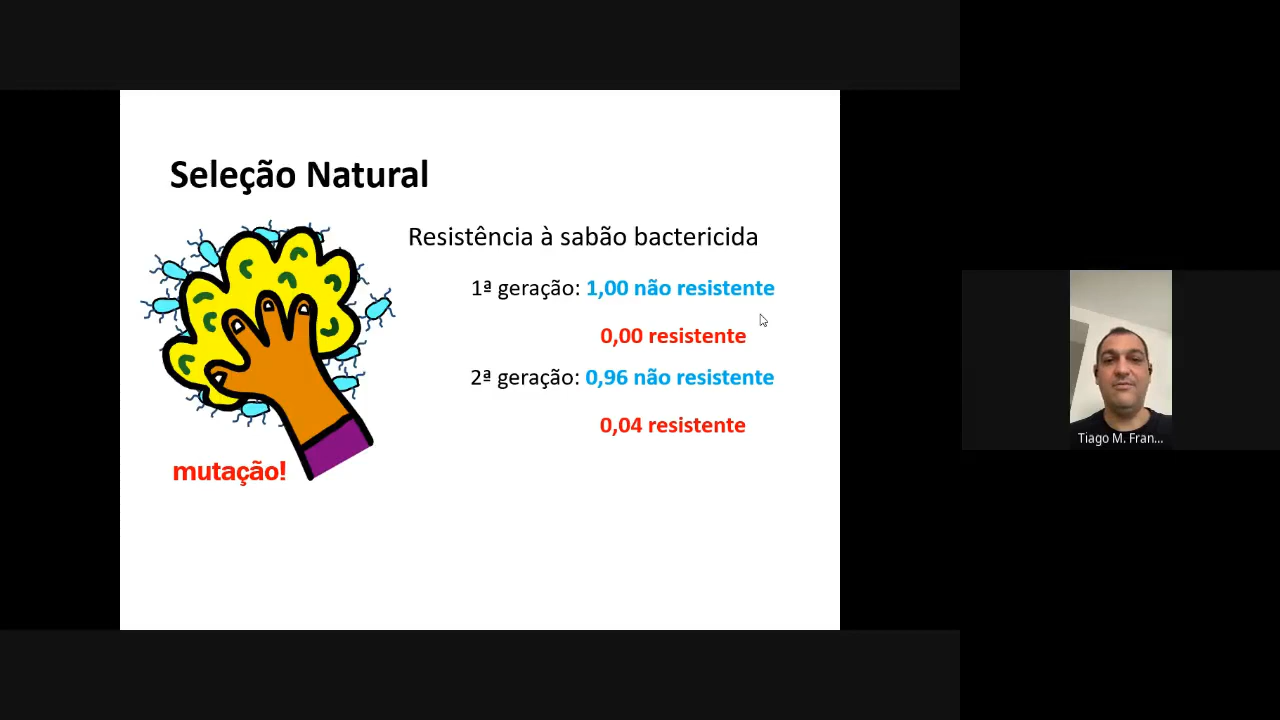 Seleção Natural
Resistência à sabão bactericida
1ª geração: 1,00 não resistente
0,00 resistente
2ª geração: 0,96 não resistente
0,04 resistente
mutação!
Tiago M. Fran...